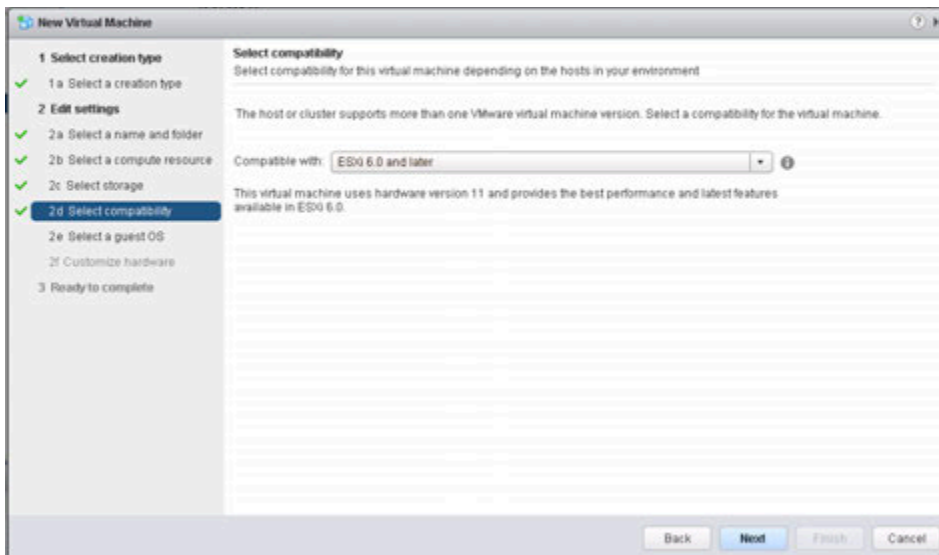 New Virtual Machine
1 Select creation type
1a Select a creation type
2 Edit settings
2a Select a name and folder
2b Select a compute resource
2c Select storage
2d Select compatibility
2e Select a guest OS
2f Customize hardware
3 Ready to complete
Select compatibility
Select compatibility for this virtual machine depending on the hosts in your environment
The host or cluster supports more than one VMware virtual machine version. Select a compatibility for the virtual machine.
Compatible with: ESXi 6.0 and later
This virtual machine uses hardware version 11 and provides the best performance and latest features
available in ESXi 6.0.
Back Next Finish Cancel